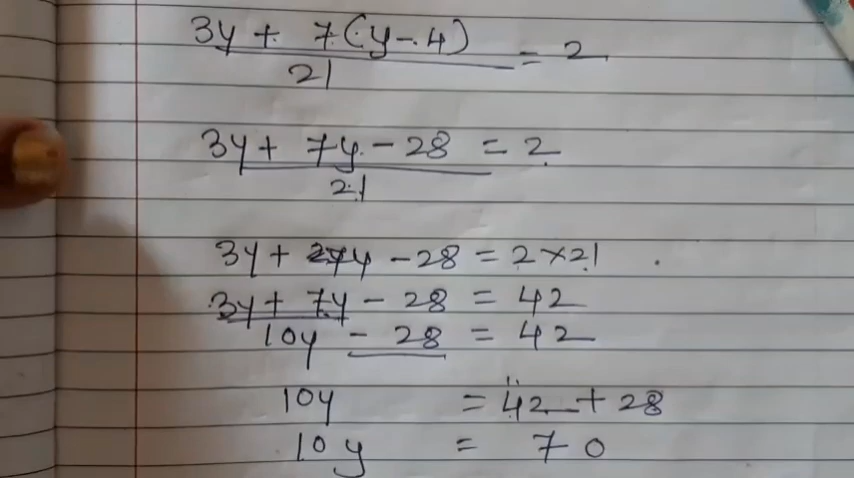 3y + 7(y-4) = 2
21
3y + 7y - 28 = 2
21
3y + 7y - 28 = 2×21
3y + 7y - 28 = 42
10y - 28 = 42
10y = 42 + 28
10y = 70